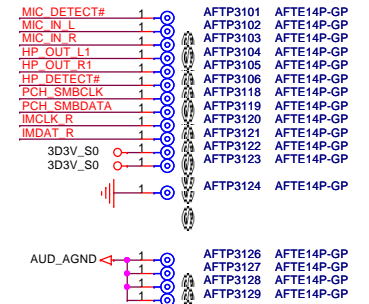 MIC_DETECT# 1 AFTP3101 AFTE14P-GP
MIC_IN_L 1 AFTP3102 AFTE14P-GP
MIC_IN_R 1 AFTP3103 AFTE14P-GP
HP_OUT_L1 1 AFTP3104 AFTE14P-GP
HP_OUT_R1 1 AFTP3105 AFTE14P-GP
HP_DETECT# 1 AFTP3106 AFTE14P-GP
PCH_SMBCLK 1 AFTP3118 AFTE14P-GP
PCH_SMBDATA 1 AFTP3119 AFTE14P-GP
IMCLK_R 1 AFTP3120 AFTE14P-GP
IMDAT_R 1 AFTP3121 AFTE14P-GP
3D3V_S0 1 AFTP3122 AFTE14P-GP
3D3V_S0 1 AFTP3123 AFTE14P-GP
1 AFTP3124 AFTE14P-GP
AUD_AGND 1 AFTP3126 AFTE14P-GP
1 AFTP3127 AFTE14P-GP
1 AFTP3128 AFTE14P-GP
1 AFTP3129 AFTE14P-GP